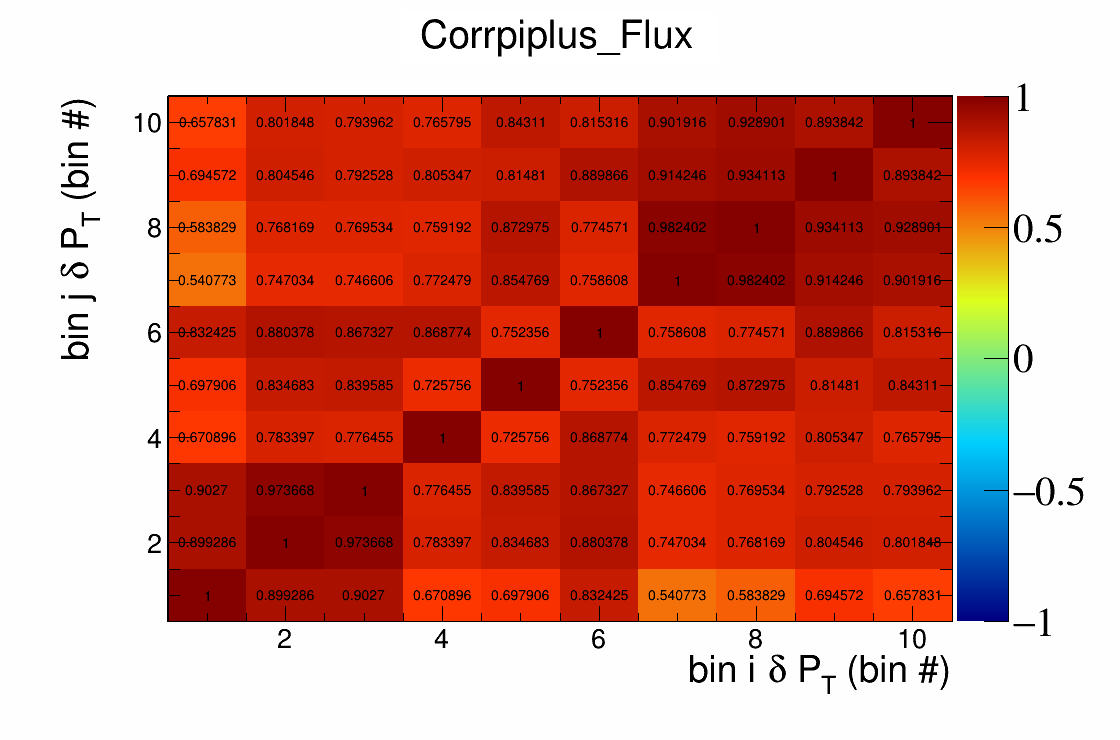 Corrpiplus_Flux
bin j δ P_T (bin #)
10 0.657831 0.801848 0.793962 0.765795 0.84311 0.815316 0.901916 0.928901 0.893842 1
0.694572 0.804546 0.792528 0.805347 0.81481 0.889866 0.914246 0.934113 1 0.893842
8 0.583829 0.768169 0.769534 0.759192 0.872975 0.774571 0.982402 1 0.934113 0.928901
0.540773 0.747034 0.746606 0.772479 0.854769 0.758608 1 0.982402 0.914246 0.901916
6 0.832425 0.880378 0.867327 0.868774 0.752356 1 0.758608 0.774571 0.889866 0.815316
0.697906 0.834683 0.839585 0.725756 1 0.752356 0.854769 0.872975 0.81481 0.84311
4 0.670896 0.783397 0.776455 1 0.725756 0.868774 0.772479 0.759192 0.805347 0.765795
0.9027 0.973668 1 0.776455 0.839585 0.867327 0.746606 0.769534 0.792528 0.793962
2 0.899286 1 0.973668 0.783397 0.834683 0.880378 0.747034 0.768169 0.804546 0.801848
1 0.899286 0.9027 0.670896 0.697906 0.832425 0.540773 0.583829 0.694572 0.657831
2 4 6 8 10
bin i δ P_T (bin #)
1
0.5
0
−0.5
−1